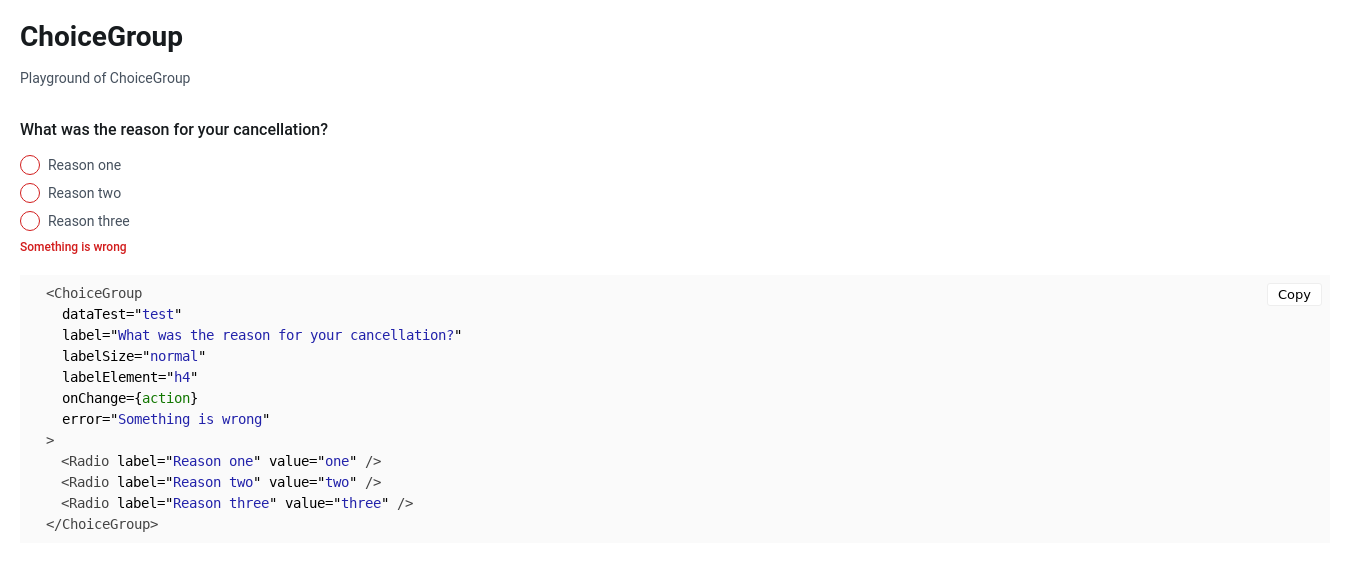 ChoiceGroup
Playground of ChoiceGroup
What was the reason for your cancellation?
Reason one
Reason two
Reason three
Something is wrong
Copy
<ChoiceGroup
  dataTest="test"
  label="What was the reason for your cancellation?"
  labelSize="normal"
  labelElement="h4"
  onChange={action}
  error="Something is wrong"
>
  <Radio label="Reason one" value="one" />
  <Radio label="Reason two" value="two" />
  <Radio label="Reason three" value="three" />
</ChoiceGroup>